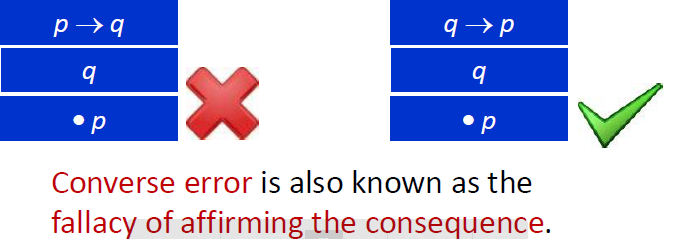 p → q
q
• p
q → p
q
• p
Converse error is also known as the
fallacy of affirming the consequence.